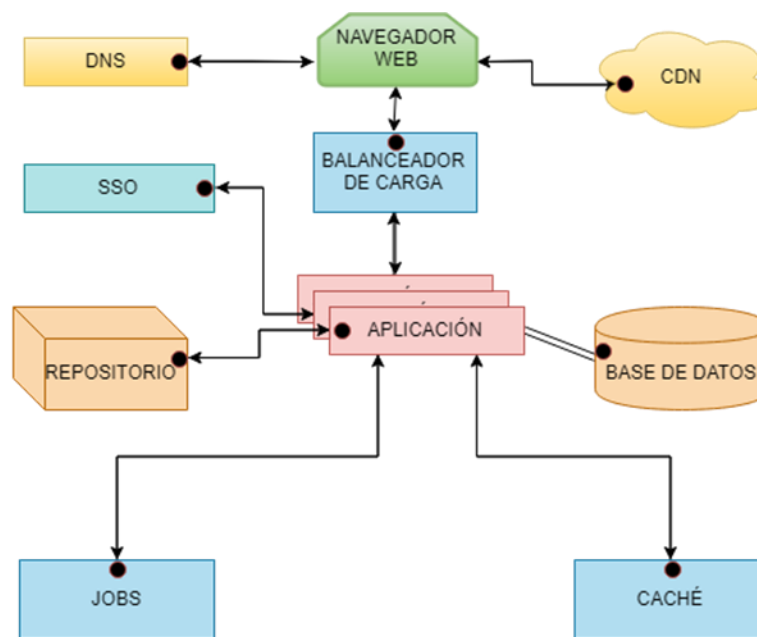 NAVEGADOR
WEB
DNS
CDN
BALANCEADOR
DE CARGA
SSO
APLICACIÓN
REPOSITORIO
BASE DE DATOS
JOBS
CACHÉ